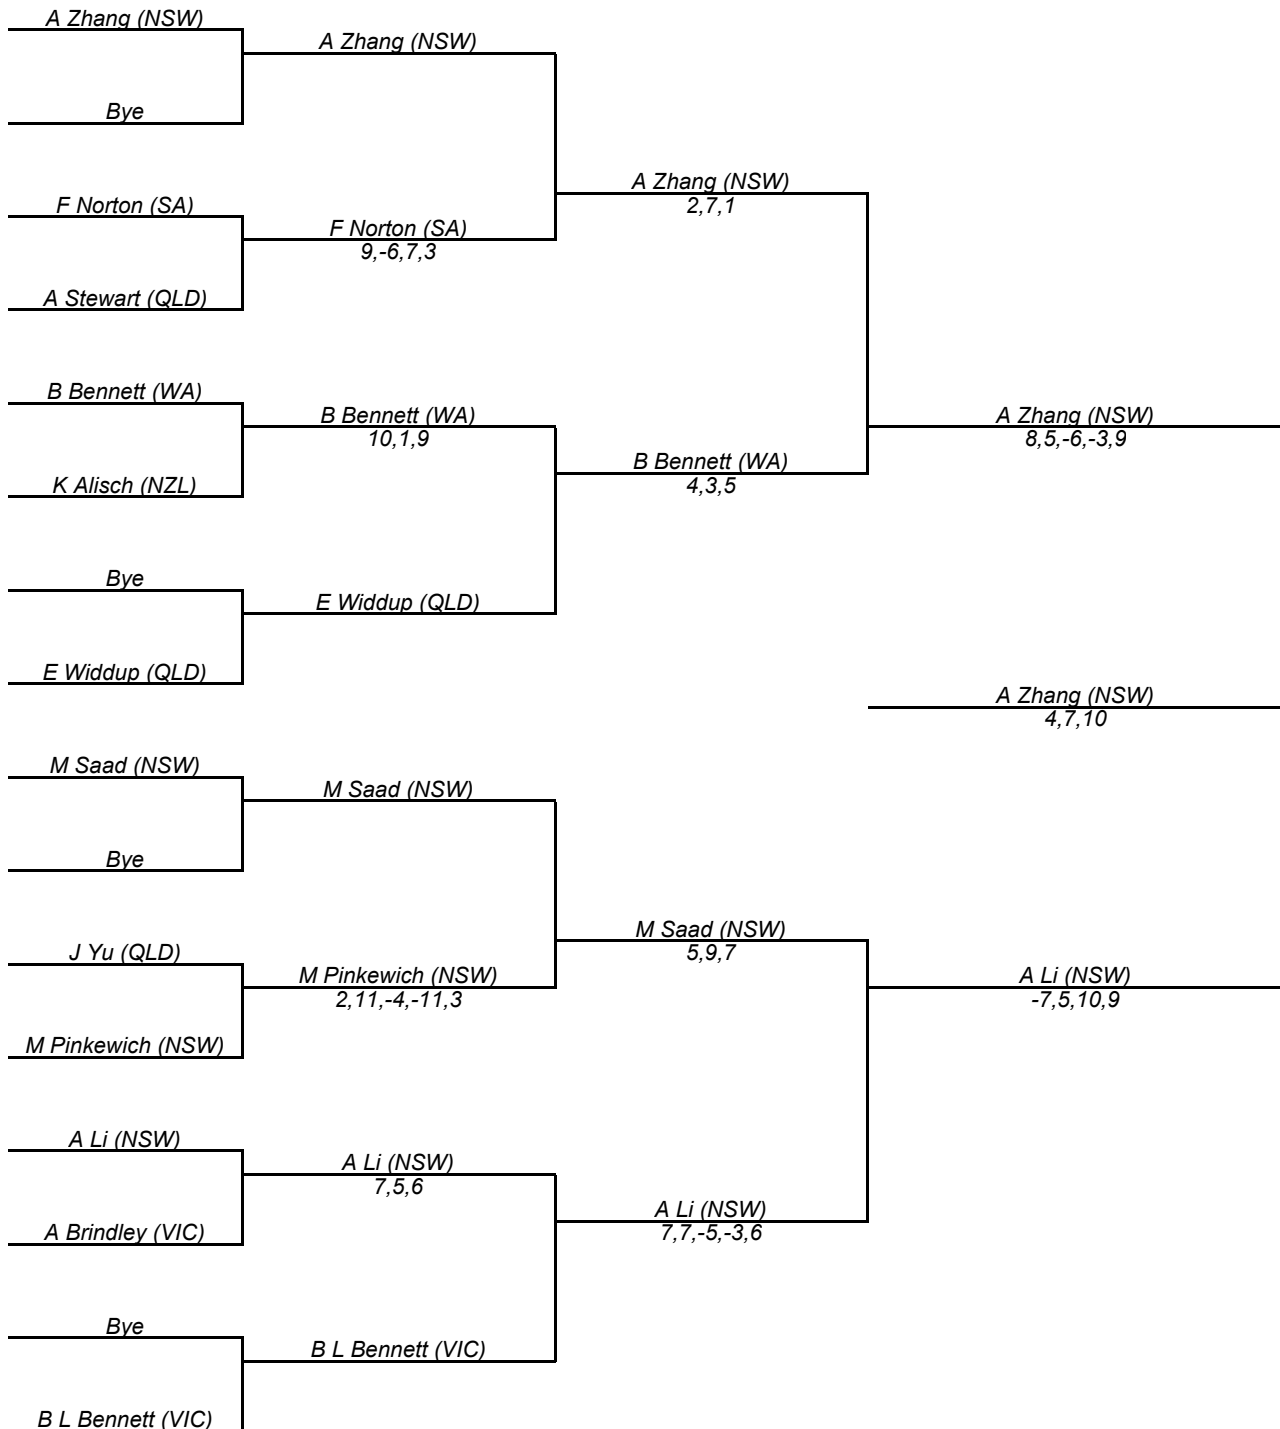 A Zhang (NSW)
A Zhang (NSW)
Bye
A Zhang (NSW)
2,7,1
F Norton (SA)
F Norton (SA)
9,-6,7,3
A Stewart (QLD)
B Bennett (WA)
B Bennett (WA)
10,1,9
A Zhang (NSW)
8,5,-6,-3,9
B Bennett (WA)
4,3,5
K Alisch (NZL)
Bye
E Widdup (QLD)
E Widdup (QLD)
A Zhang (NSW)
4,7,10
M Saad (NSW)
M Saad (NSW)
Bye
M Saad (NSW)
5,9,7
J Yu (QLD)
M Pinkewich (NSW)
2,11,-4,-11,3
A Li (NSW)
-7,5,10,9
M Pinkewich (NSW)
A Li (NSW)
A Li (NSW)
7,5,6
A Li (NSW)
7,7,-5,-3,6
A Brindley (VIC)
Bye
B L Bennett (VIC)
B L Bennett (VIC)